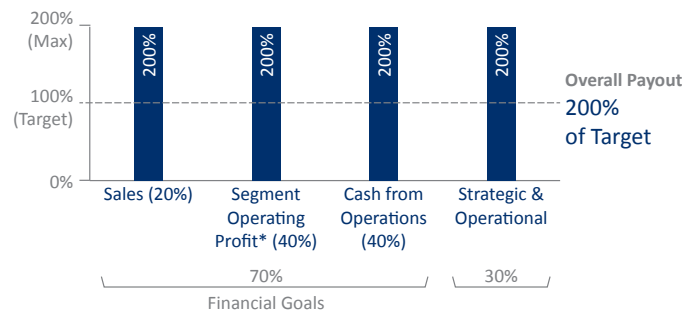 200%
(Max)
100%
(Target)
0%
200%
200%
200%
200%
Overall Payout
200%
of Target
Sales (20%)
Segment
Operating
Profit* (40%)
Cash from
Operations
(40%)
Strategic &
Operational
70%
30%
Financial Goals